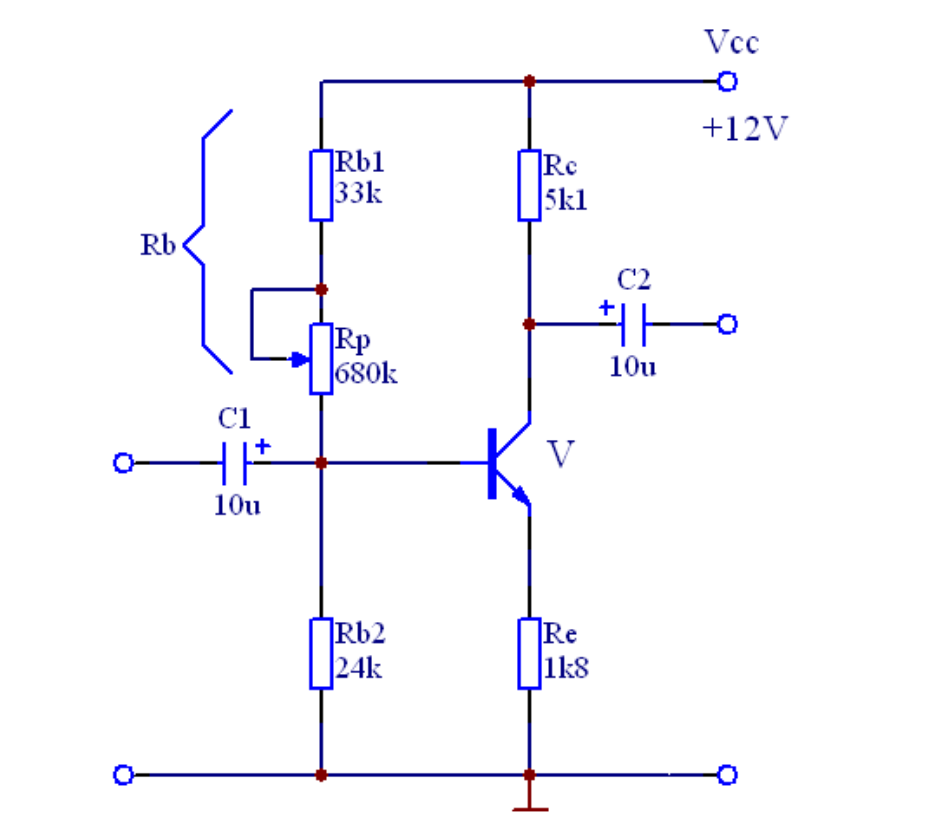 Vcc
+12V
Rb1
33k
Rc
5k1
Rb
C2
+
10u
Rp
680k
C1
+
10u
V
Rb2
24k
Re
1k8